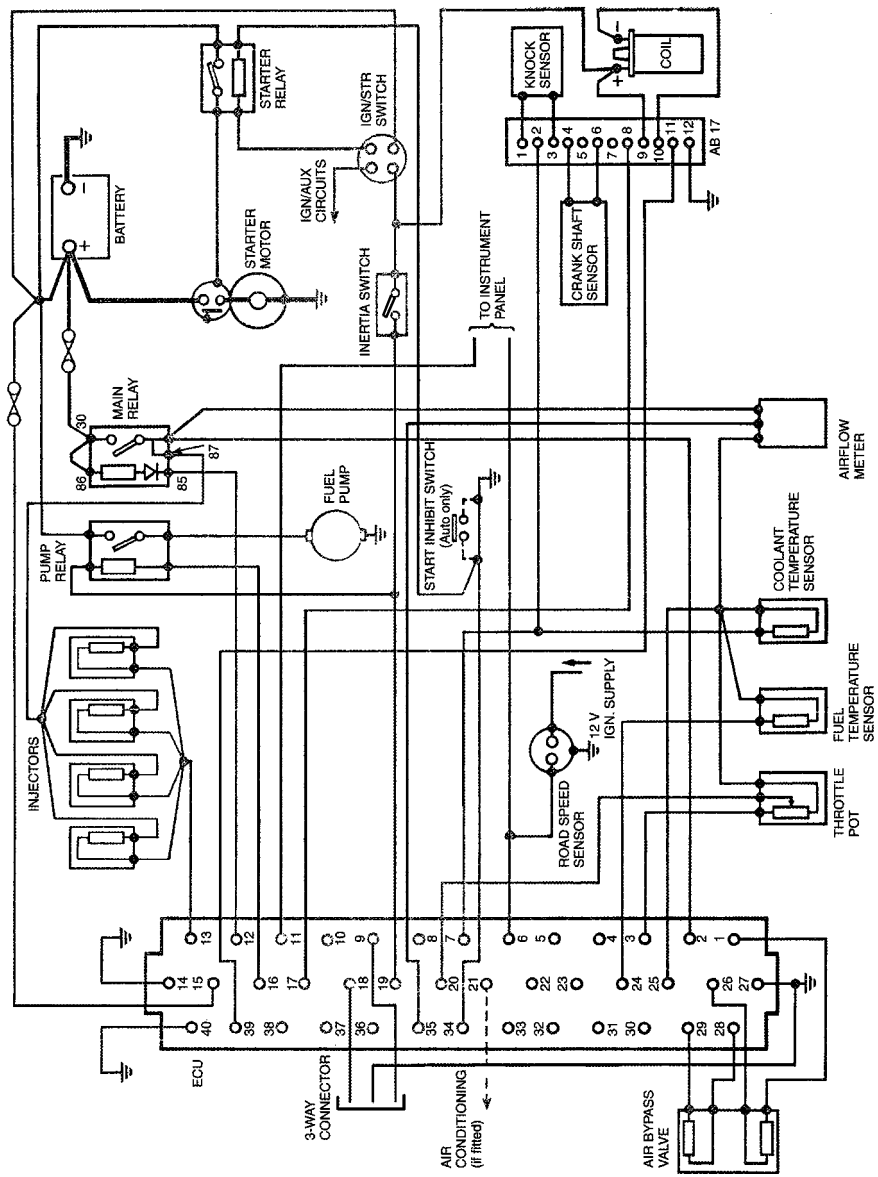 STARTER
RELAY
IGN/STR
SWITCH
IGN/AUX
CIRCUITS
KNOCK
SENSOR
COIL
-
+
1
2
3
4
5
6
7
8
9
10
11
12
AB 17
CRANK SHAFT
SENSOR
BATTERY
-
+
STARTER
MOTOR
INERTIA SWITCH
TO INSTRUMENT
PANEL
MAIN
RELAY
30
86
87
85
PUMP
RELAY
FUEL
PUMP
START INHIBIT SWITCH
(Auto only)
AIRFLOW
METER
COOLANT
TEMPERATURE
SENSOR
FUEL
TEMPERATURE
SENSOR
THROTTLE
POT
INJECTORS
12 V
IGN. SUPPLY
ROAD SPEED
SENSOR
13
12
11
10
9
8
7
6
5
4
3
2
1
14
15
16
17
18
19
20
21
22
23
24
25
26
27
40
39
38
37
36
35
34
33
32
31
30
29
28
ECU
3-WAY
CONNECTOR
AIR
CONDITIONING
(if fitted)
AIR BYPASS
VALVE